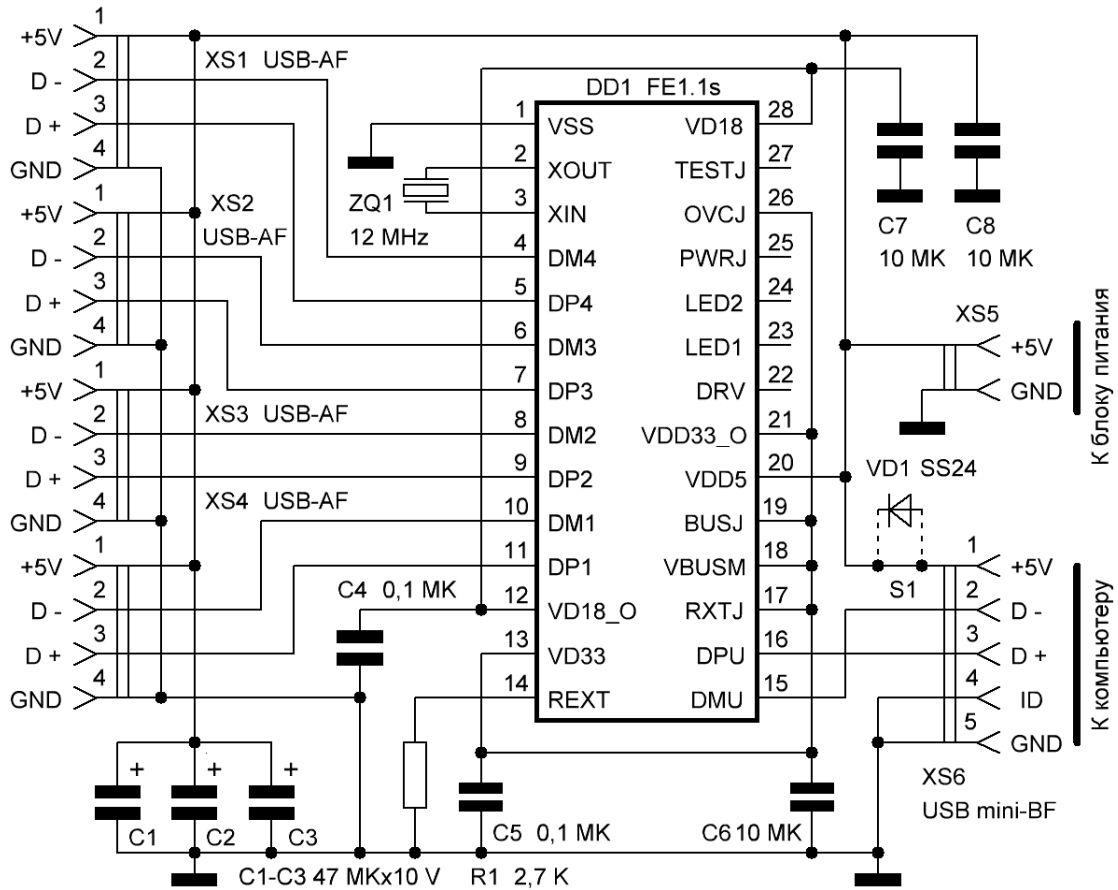 1
+5V
XS1 USB-AF
2
D -
3
D +
4
GND
1
+5V
XS2
USB-AF
2
D -
3
D +
4
GND
1
+5V
XS3 USB-AF
2
D -
3
D +
4
GND
XS4 USB-AF
1
+5V
2
D -
3
D +
4
GND
DD1 FE1.1s
1 VSS VD18 28
2 XOUT TESTJ 27
3 XIN OVCJ 26
4 DM4 PWRJ 25
5 DP4 LED2 24
6 DM3 LED1 23
7 DP3 DRV 22
8 DM2 VDD33_O 21
9 DP2 VDD5 20
10 DM1 BUSJ 19
11 DP1 VBUSM 18
12 VD18_O RXTJ 17
13 VD33 DPU 16
14 REXT DMU 15
ZQ1
12 MHz
C7
10 МК
C8
10 МК
XS5
+5V
GND
К блоку питания
VD1 SS24
S1
1
+5V
2
D -
3
D +
4
ID
5
GND
К компьютеру
XS6
USB mini-BF
C4 0,1 МК
+
+
+
C1
C2
C3
C5 0,1 МК
C6 10 МК
C1-C3 47 МКx10 V
R1 2,7 K